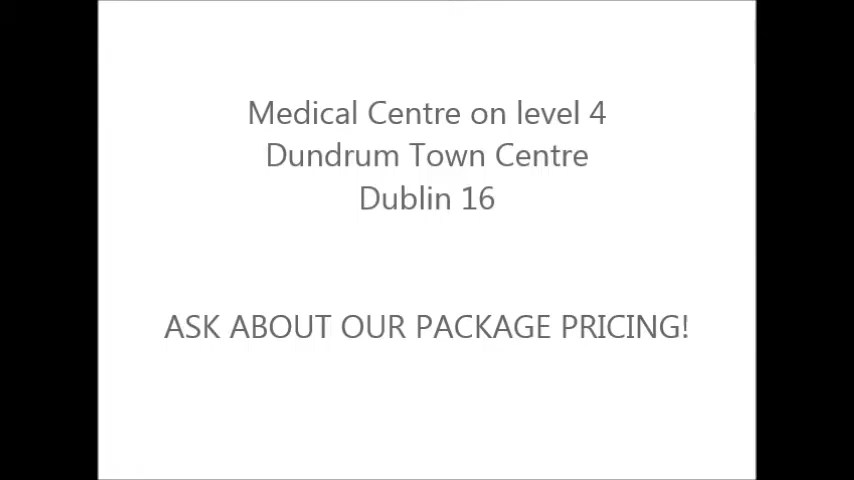 Medical Centre on level 4
Dundrum Town Centre
Dublin 16
ASK ABOUT OUR PACKAGE PRICING!